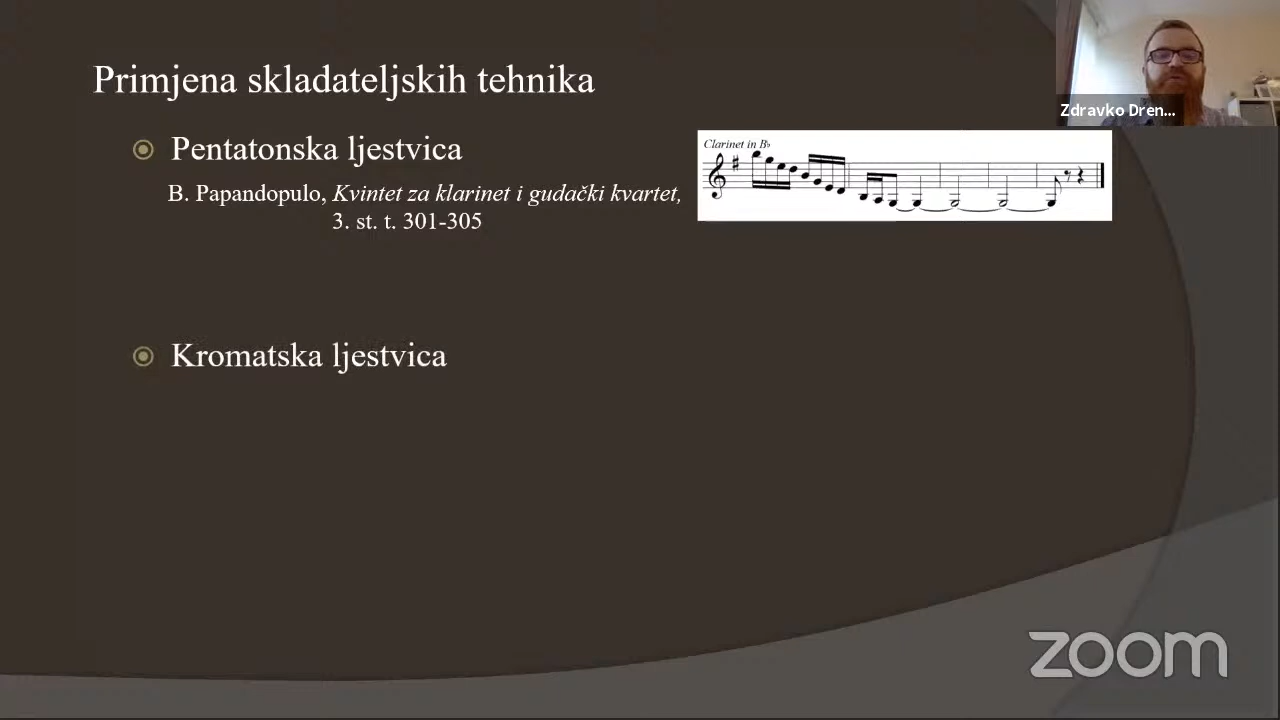 Primjena skladateljskih tehnika
Zdravko Dren...
Pentatonska ljestvica
Clarinet in B♭
B. Papandopulo, Kvintet za klarinet i gudački kvartet,
3. st. t. 301-305
Kromatska ljestvica
zoom